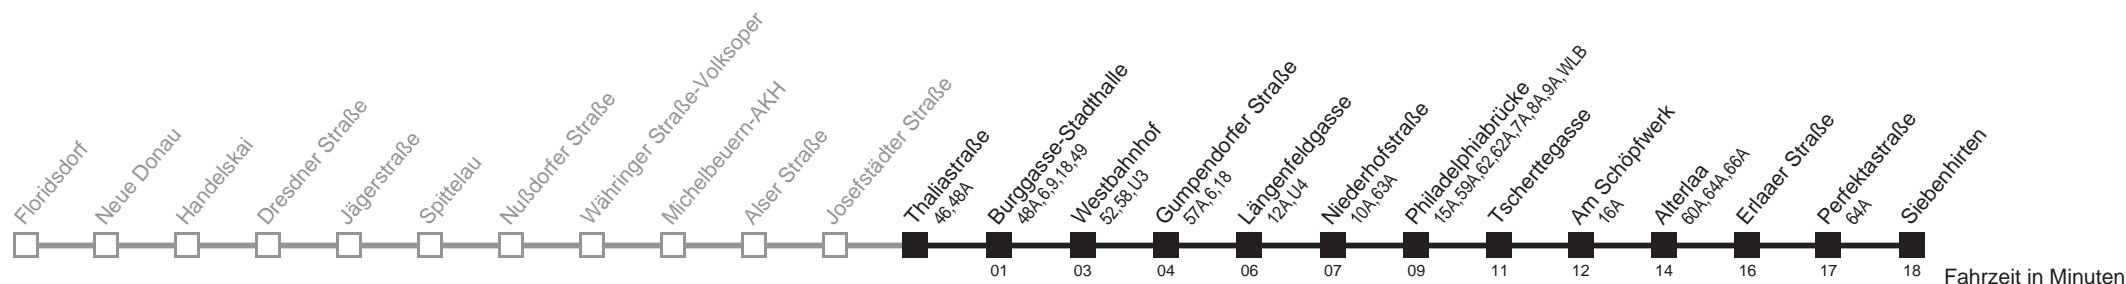 Floridsdorf
Neue Donau
Handelskai
Dresdner Straße
Jägerstraße
Spittelau
Nußdorfer Straße
Währinger Straße-Volksoper
Michelbeuern-AKH
Alser Straße
Josefstädter Straße
Thaliastraße
46,48A
Burggasse-Stadthalle
48A,6,9,18,49
Westbahnhof
52,58,U3
Gumpendorfer Straße
57A,6,18
Längenfeldgasse
12A,U4
Niederhofstraße
10A,63A
Philadelphiabrücke
15A,59A,62,62A,7A,8A,9A,WLB
Tscherttegasse
Am Schöpfwerk
16A
Alterlaa
60A,64A,66A
Erlaaer Straße
Perfektastraße
64A
Siebenhirten
01 03 04 06 07 09 11 12 14 16 17 18
Fahrzeit in Minuten